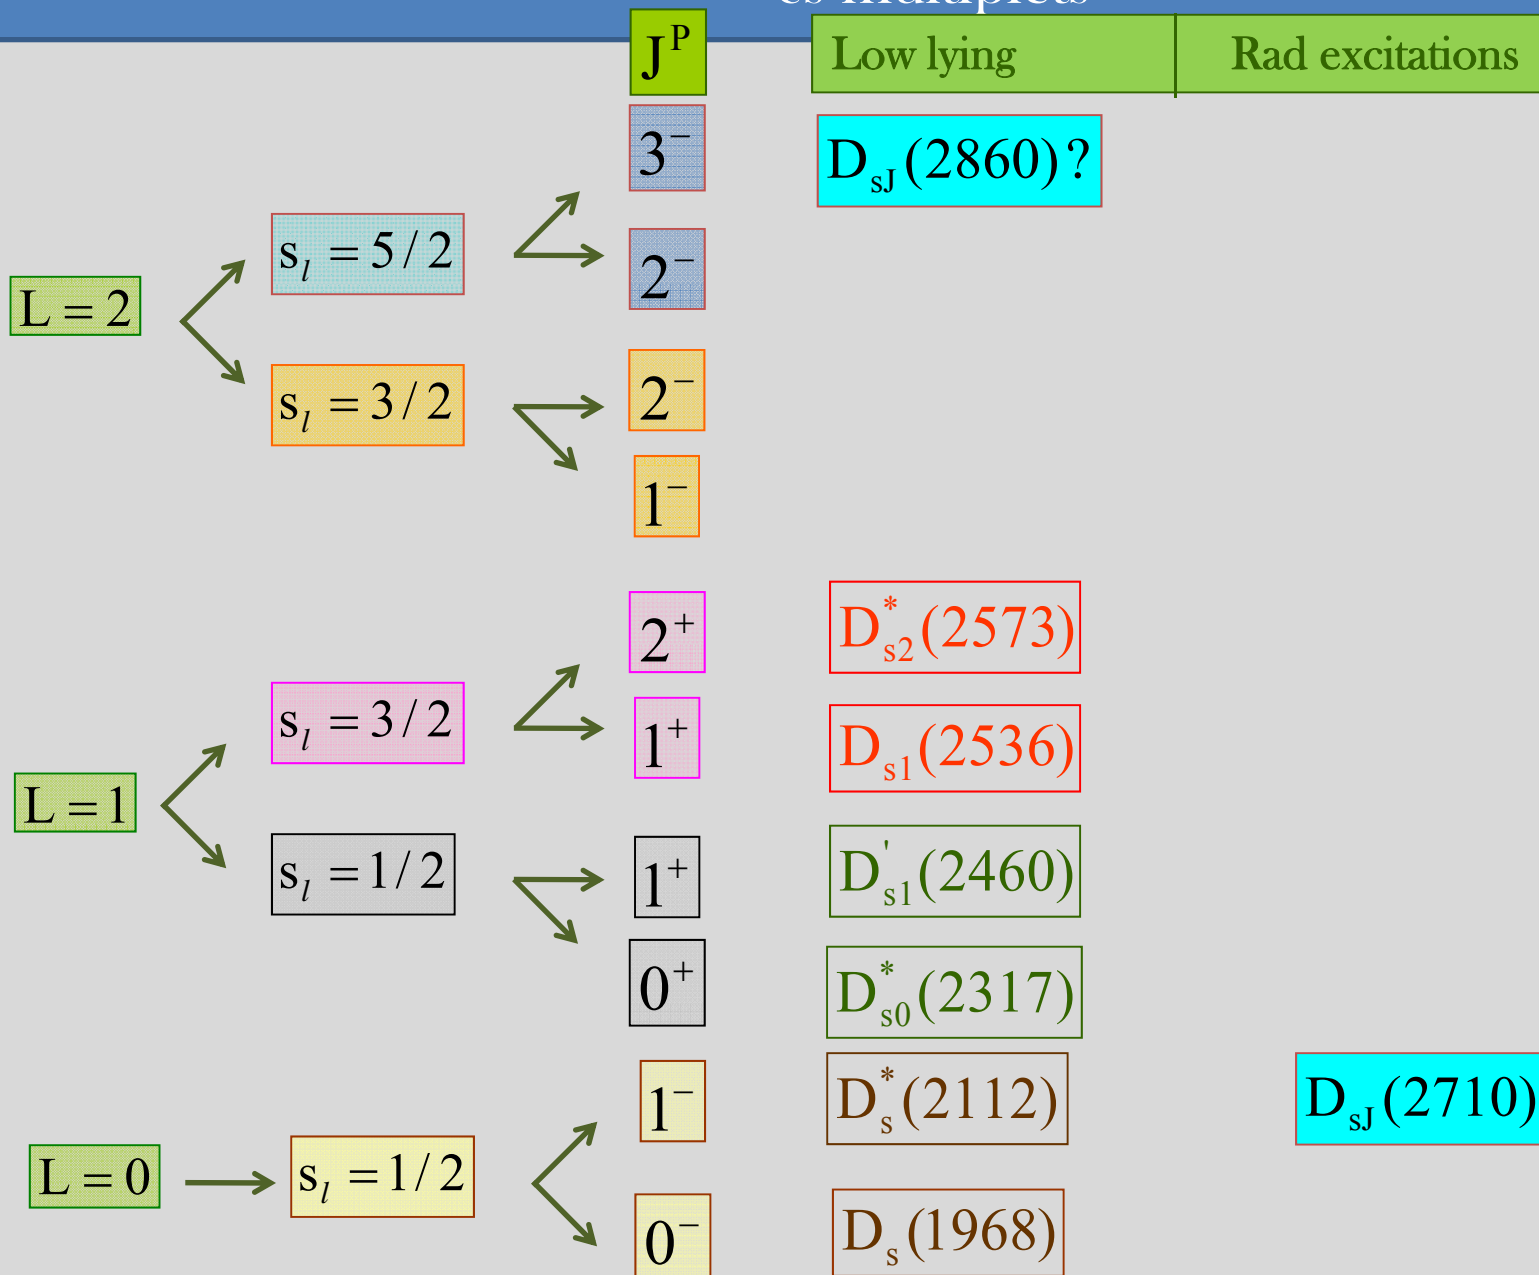 cs multiplets
J^P
Low lying
Rad excitations
3^−
D_sJ(2860)?
s_l = 5/2
2^−
L = 2
s_l = 3/2
2^−
1^−
2^+
D^*_s2(2573)
s_l = 3/2
1^+
D_s1(2536)
L = 1
s_l = 1/2
1^+
D^'_s1(2460)
0^+
D^*_s0(2317)
1^−
D^*_s(2112)
D_sJ(2710)
L = 0
s_l = 1/2
0^−
D_s(1968)